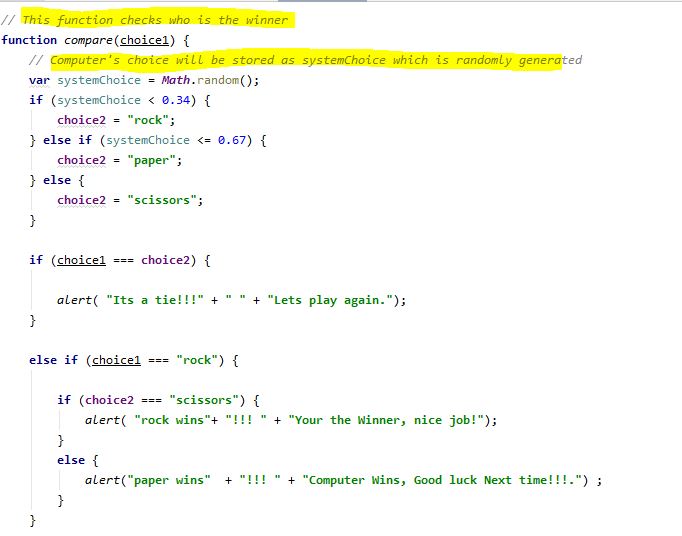 // This function checks who is the winner
function compare(choice1) {
// Computer's choice will be stored as systemChoice which is randomly generated
var systemChoice = Math.random();
if (systemChoice < 0.34) {
choice2 = "rock";
} else if (systemChoice <= 0.67) {
choice2 = "paper";
} else {
choice2 = "scissors";
}
if (choice1 === choice2) {
alert( "Its a tie!!!" + " " + "Lets play again.");
}
else if (choice1 === "rock") {
if (choice2 === "scissors") {
alert( "rock wins"+ "!!! " + "Your the Winner, nice job!");
}
else {
alert("paper wins"  + "!!! " + "Computer Wins, Good luck Next time!!!.") ;
}
}